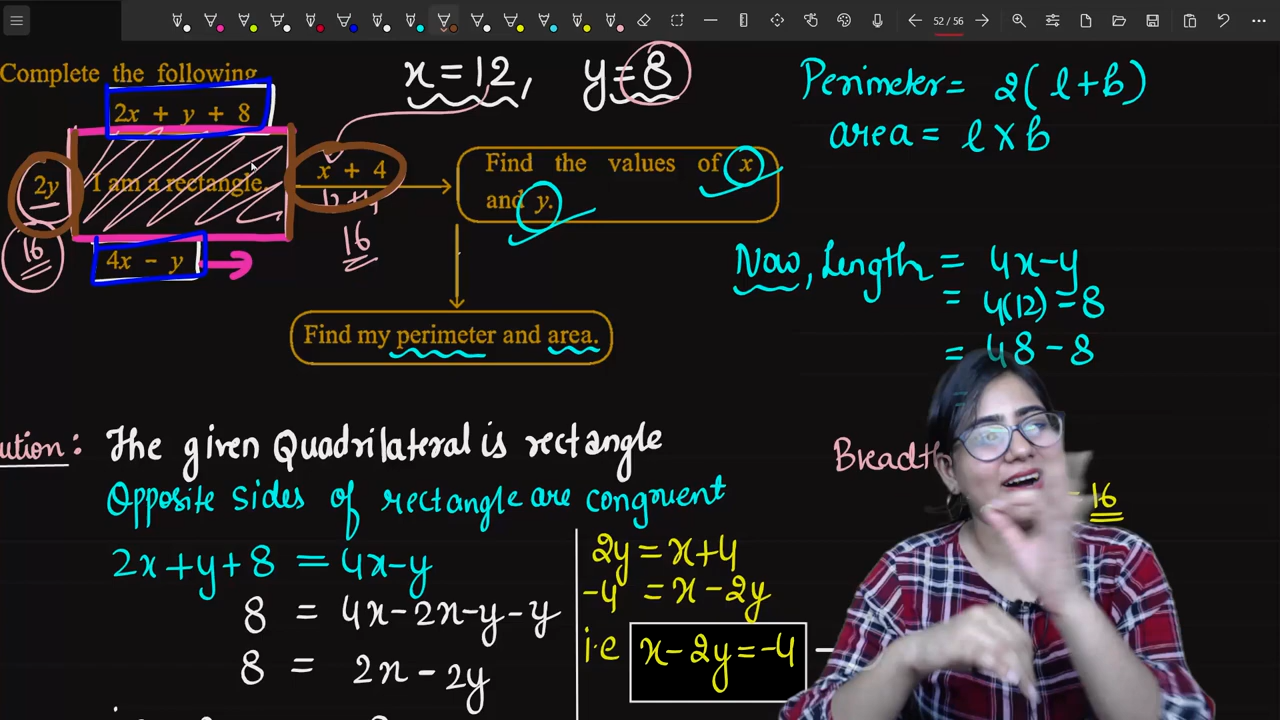 52 / 56
Complete the following
x = 12, y = 8
2x + y + 8
2y
I am a rectangle.
x + 4
16
16
4x − y
Find the values of x
and y.
Find my perimeter and area.
Perimeter = 2(l+b)
area = l x b
Now, Length = 4x-y
= 4(12) - 8
= 48 - 8
ution: The given Quadrilateral is rectangle
Opposite sides of rectangle are congruent
2x+y+8 = 4x-y
8 = 4x-2x-y-y
8 = 2x - 2y
2y = x+4
-4 = x-2y
i.e x-2y = -4
Breadth
16